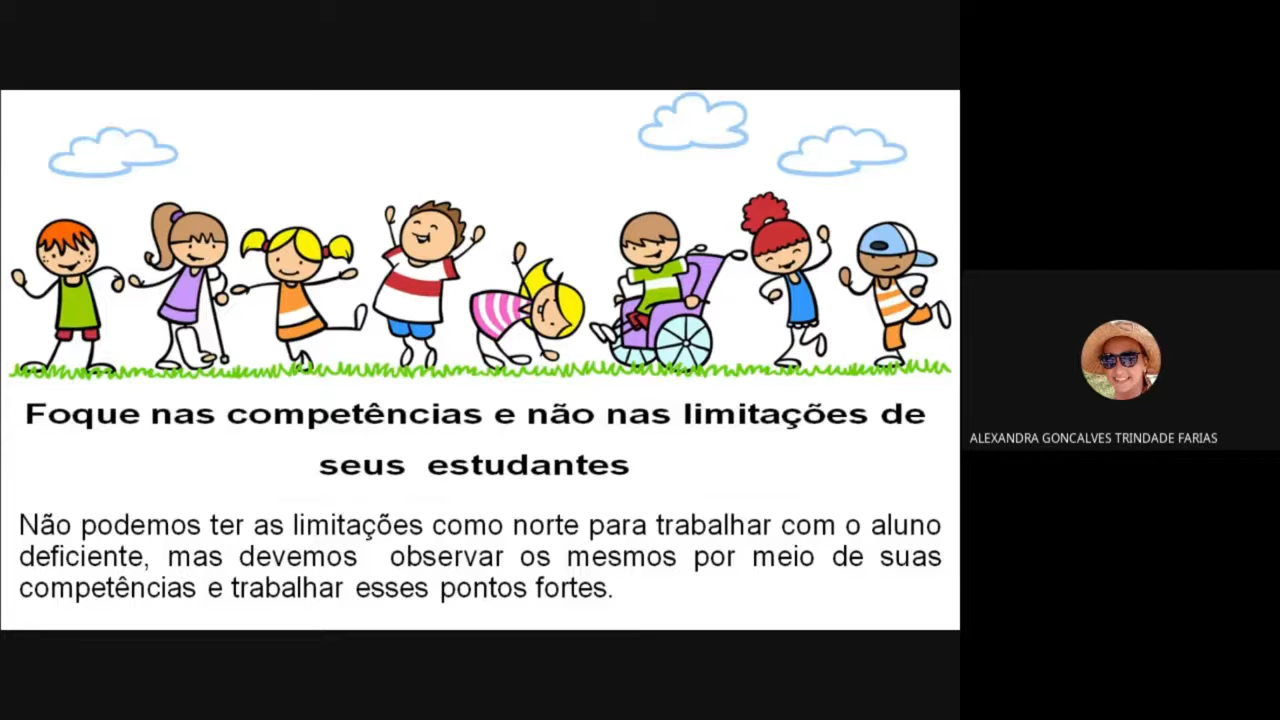 Foque nas competências e não nas limitações de
seus estudantes
Não podemos ter as limitações como norte para trabalhar com o aluno
deficiente, mas devemos observar os mesmos por meio de suas
competências e trabalhar esses pontos fortes.
ALEXANDRA GONCALVES TRINDADE FARIAS